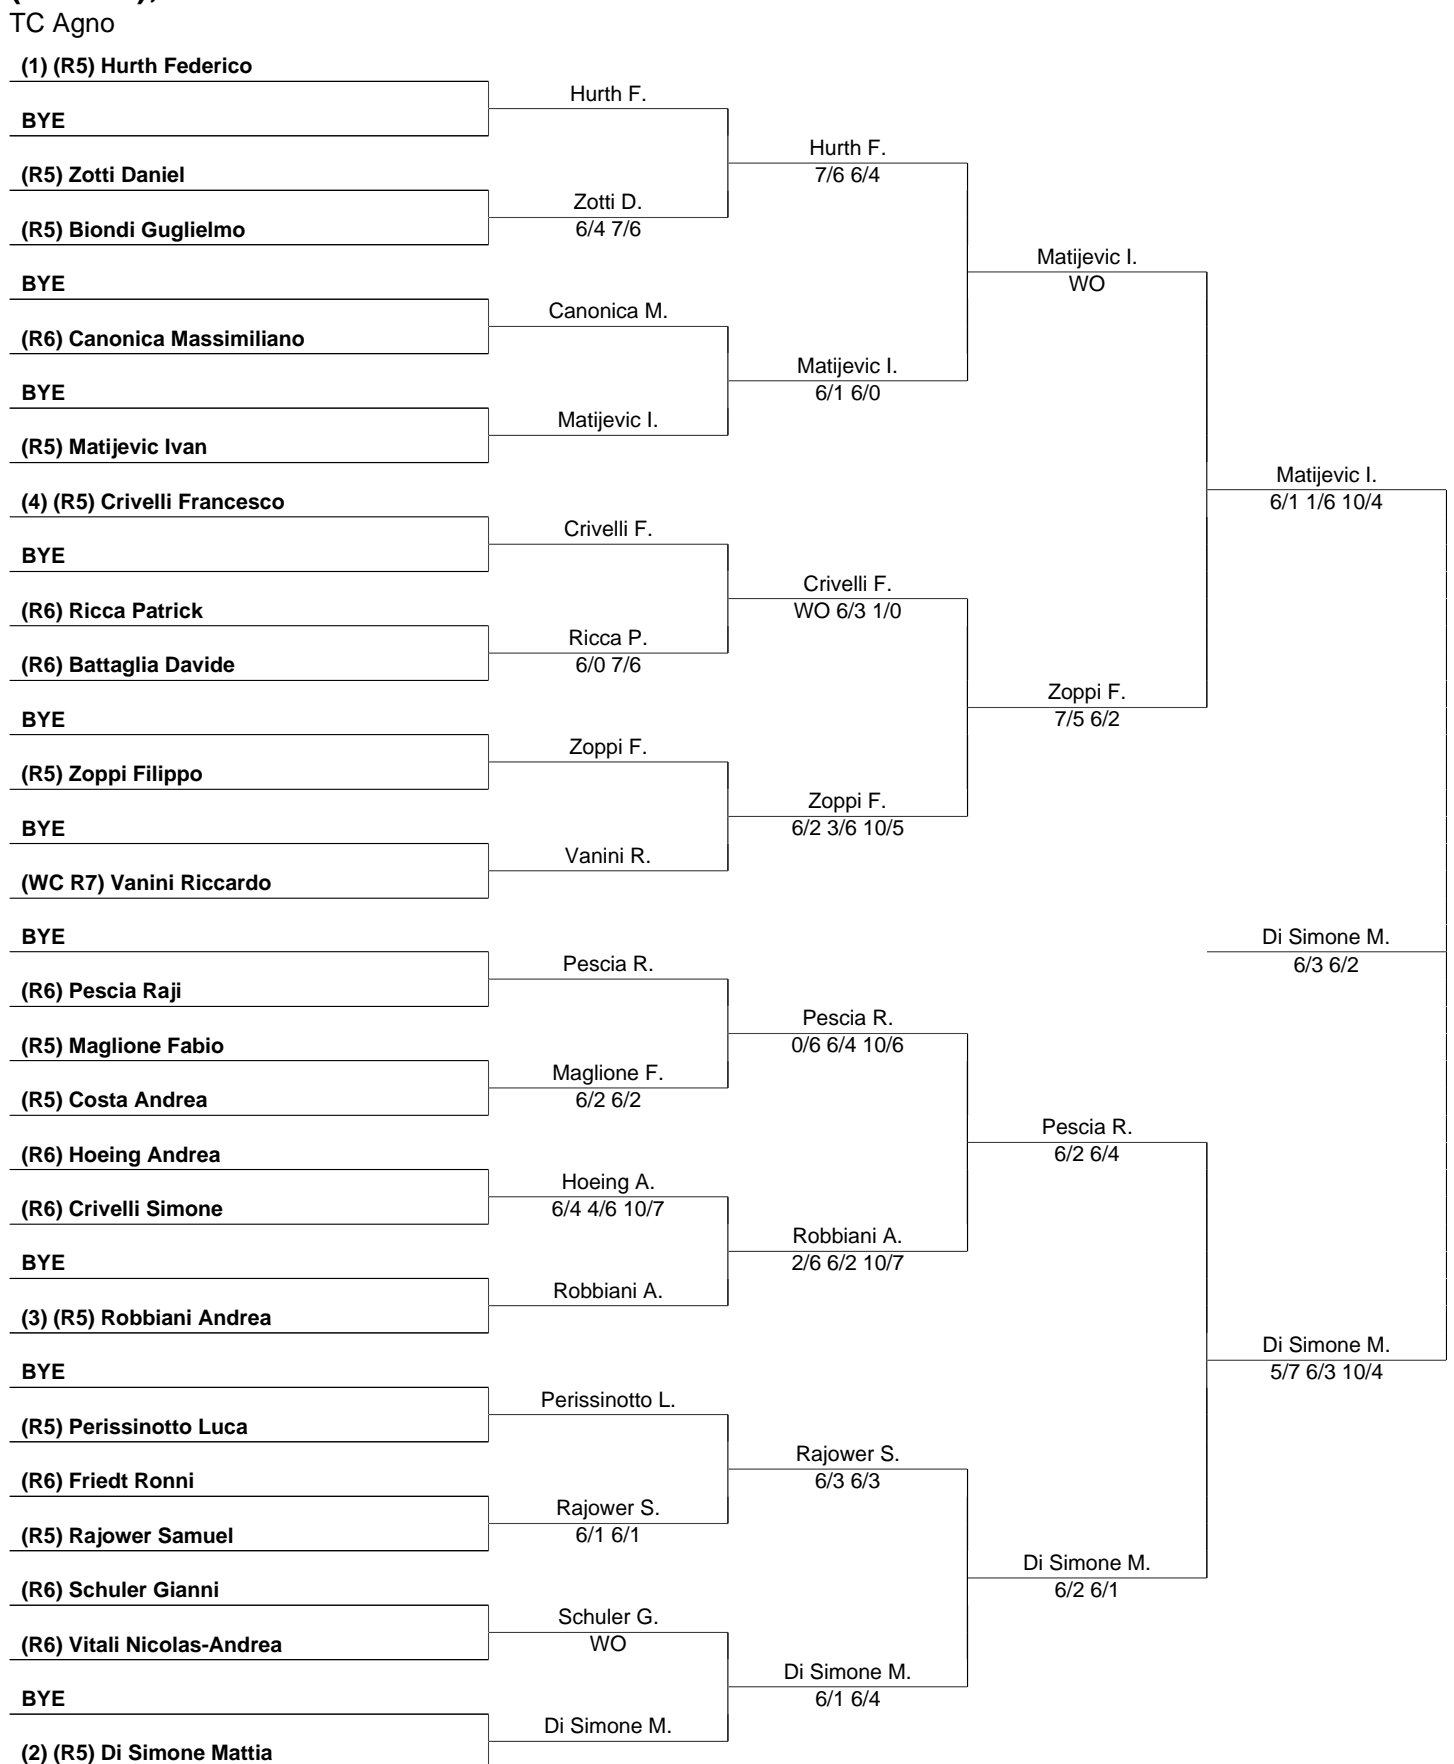 TC Agno
(1) (R5) Hurth Federico
BYE
(R5) Zotti Daniel
(R5) Biondi Guglielmo
BYE
(R6) Canonica Massimiliano
BYE
(R5) Matijevic Ivan
(4) (R5) Crivelli Francesco
BYE
(R6) Ricca Patrick
(R6) Battaglia Davide
BYE
(R5) Zoppi Filippo
BYE
(WC R7) Vanini Riccardo
BYE
(R6) Pescia Raji
(R5) Maglione Fabio
(R5) Costa Andrea
(R6) Hoeing Andrea
(R6) Crivelli Simone
BYE
(3) (R5) Robbiani Andrea
BYE
(R5) Perissinotto Luca
(R6) Friedt Ronni
(R5) Rajower Samuel
(R6) Schuler Gianni
(R6) Vitali Nicolas-Andrea
BYE
(2) (R5) Di Simone Mattia
Hurth F.
Zotti D.
6/4 7/6
Canonica M.
Matijevic I.
Crivelli F.
Ricca P.
6/0 7/6
Zoppi F.
Vanini R.
Pescia R.
Maglione F.
6/2 6/2
Hoeing A.
6/4 4/6 10/7
Robbiani A.
Perissinotto L.
Rajower S.
6/1 6/1
Schuler G.
WO
Di Simone M.
Hurth F.
7/6 6/4
Matijevic I.
6/1 6/0
Crivelli F.
WO 6/3 1/0
Zoppi F.
6/2 3/6 10/5
Pescia R.
0/6 6/4 10/6
Robbiani A.
2/6 6/2 10/7
Rajower S.
6/3 6/3
Di Simone M.
6/1 6/4
Matijevic I.
WO
Zoppi F.
7/5 6/2
Pescia R.
6/2 6/4
Di Simone M.
6/2 6/1
Matijevic I.
6/1 1/6 10/4
Di Simone M.
6/3 6/2
Di Simone M.
5/7 6/3 10/4